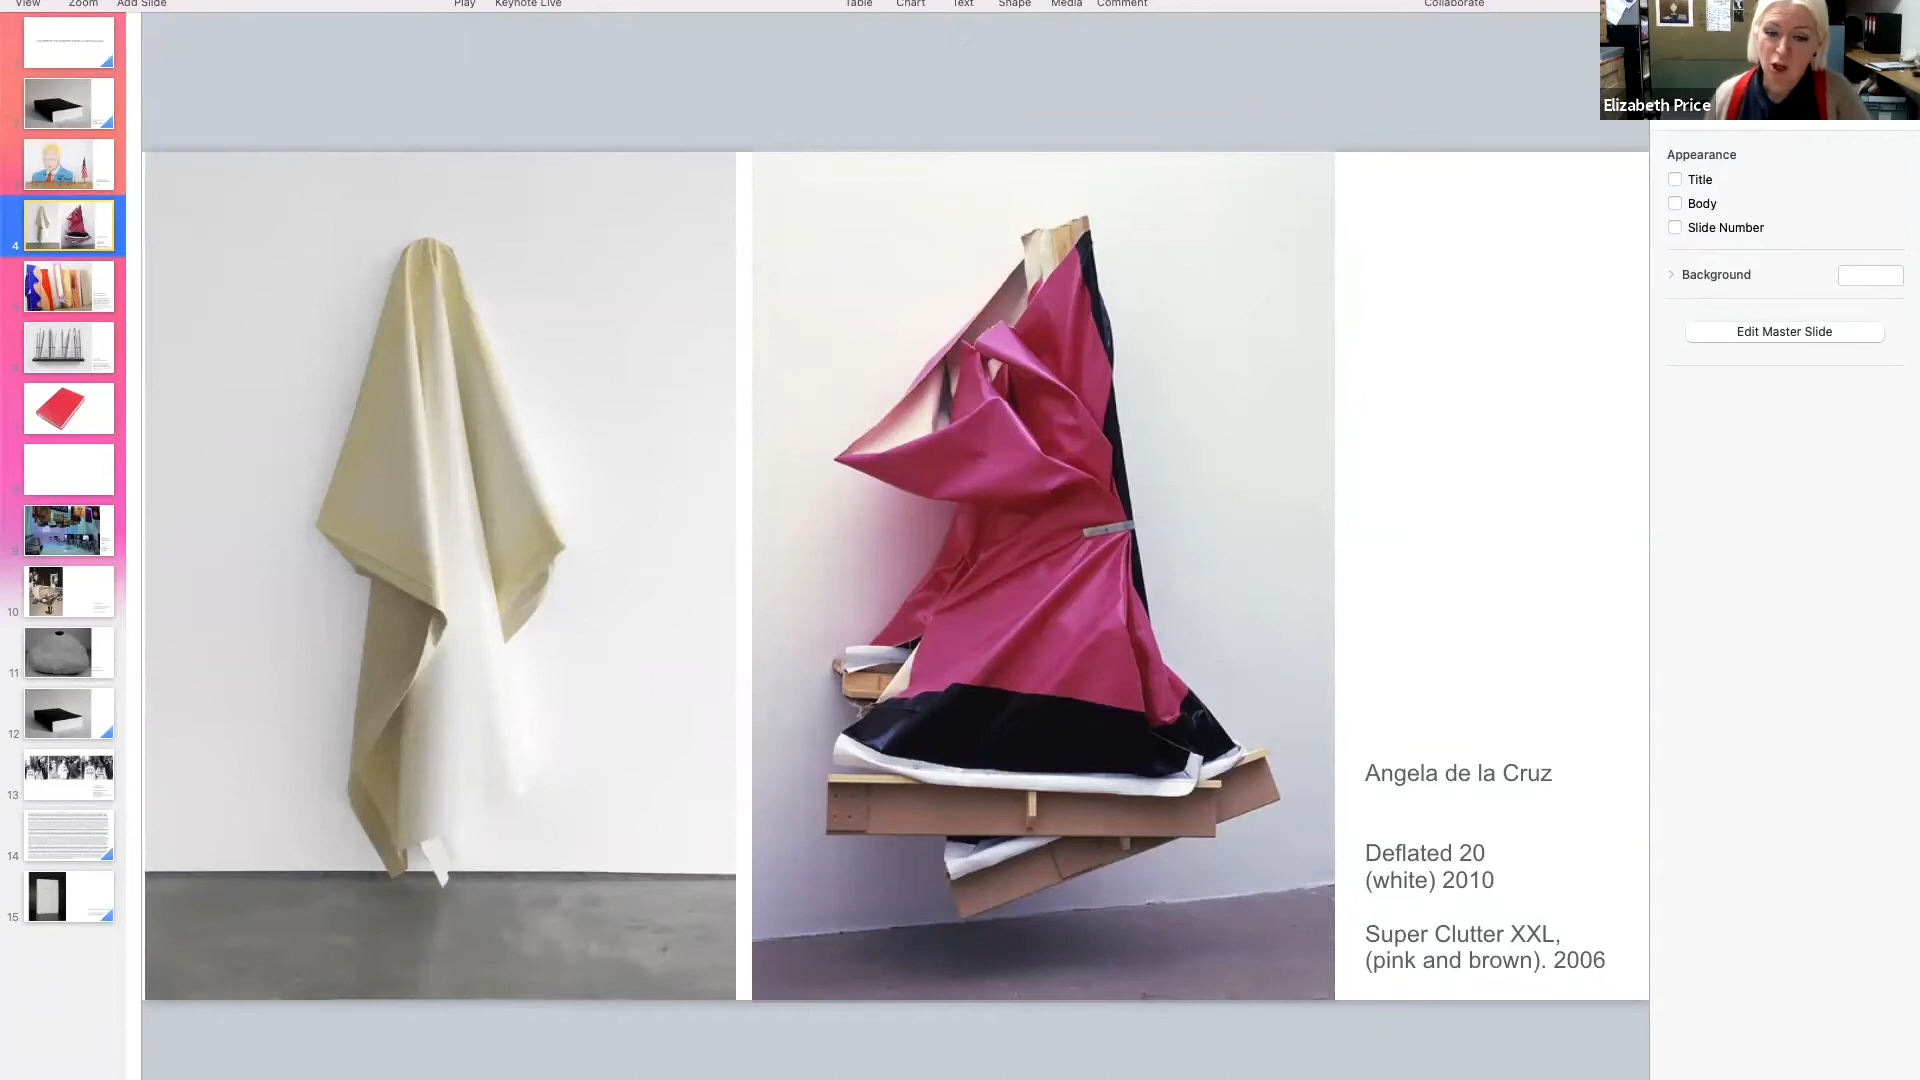 View
Zoom
Add Slide
Play
Keynote Live
Table
Chart
Text
Shape
Media
Comment
Collaborate
Elizabeth Price
Appearance
Title
Body
Slide Number
Background
Edit Master Slide
4
9
10
11
12
13
14
15
Angela de la Cruz
Deflated 20
(white) 2010
Super Clutter XXL,
(pink and brown). 2006